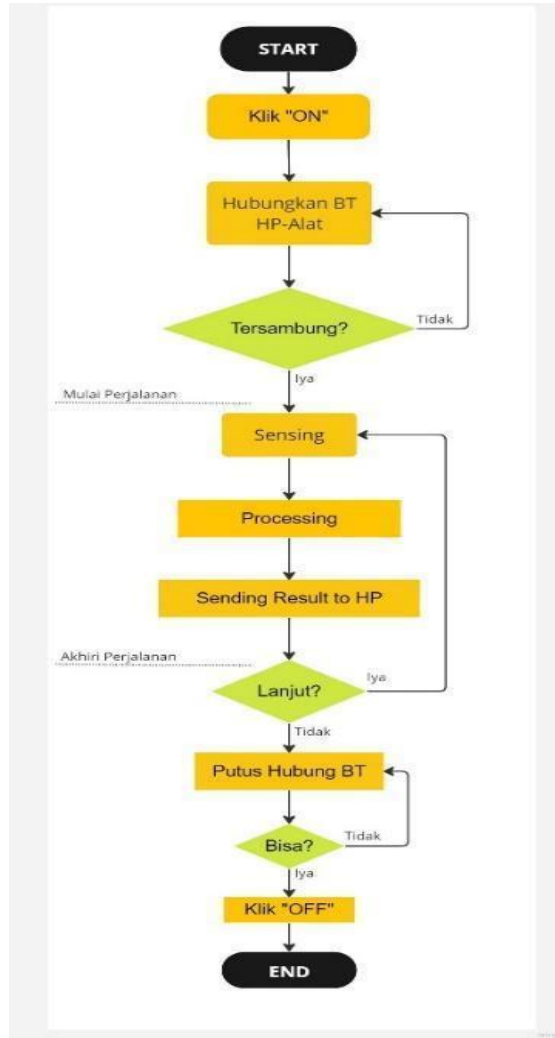 START
Klik "ON"
Hubungkan BT
HP-Alat
Tersambung?
Tidak
Iya
Mulai Perjalanan
Sensing
Processing
Sending Result to HP
Akhiri Perjalanan
Lanjut?
Iya
Tidak
Putus Hubung BT
Bisa?
Tidak
Iya
Klik "OFF"
END